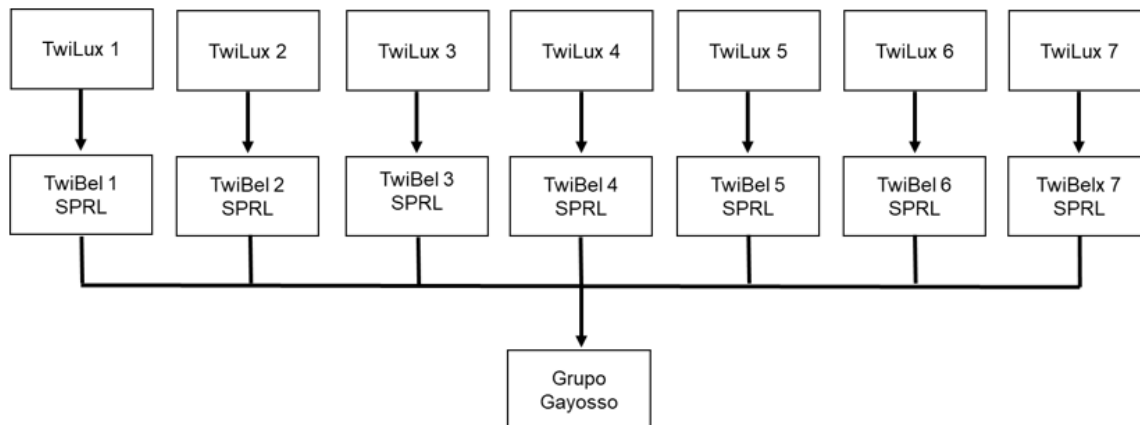 TwiLux 1
TwiLux 2
TwiLux 3
TwiLux 4
TwiLux 5
TwiLux 6
TwiLux 7
TwiBel 1
SPRL
TwiBel 2
SPRL
TwiBel 3
SPRL
TwiBel 4
SPRL
TwiBel 5
SPRL
TwiBel 6
SPRL
TwiBelx 7
SPRL
Grupo
Gayosso